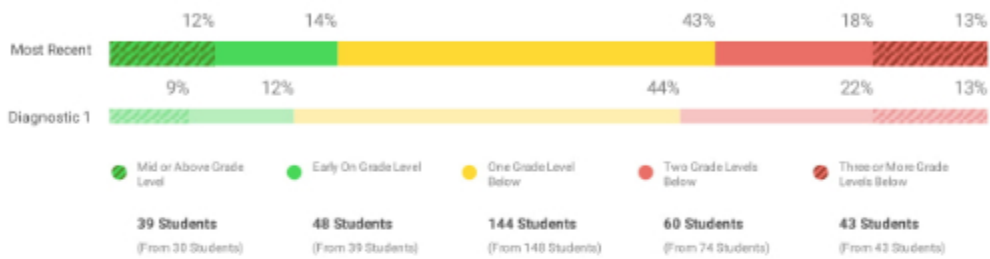 12% 14% 43% 18% 13%
Most Recent
9% 12% 44% 22% 13%
Diagnostic 1
Mid or Above Grade
Level
Early On Grade Level
One Grade Level
Below
Two Grade Levels
Below
Three or More Grade
Levels Below
39 Students
48 Students
144 Students
60 Students
43 Students
(From 30 Students)
(From 39 Students)
(From 148 Students)
(From 74 Students)
(From 43 Students)